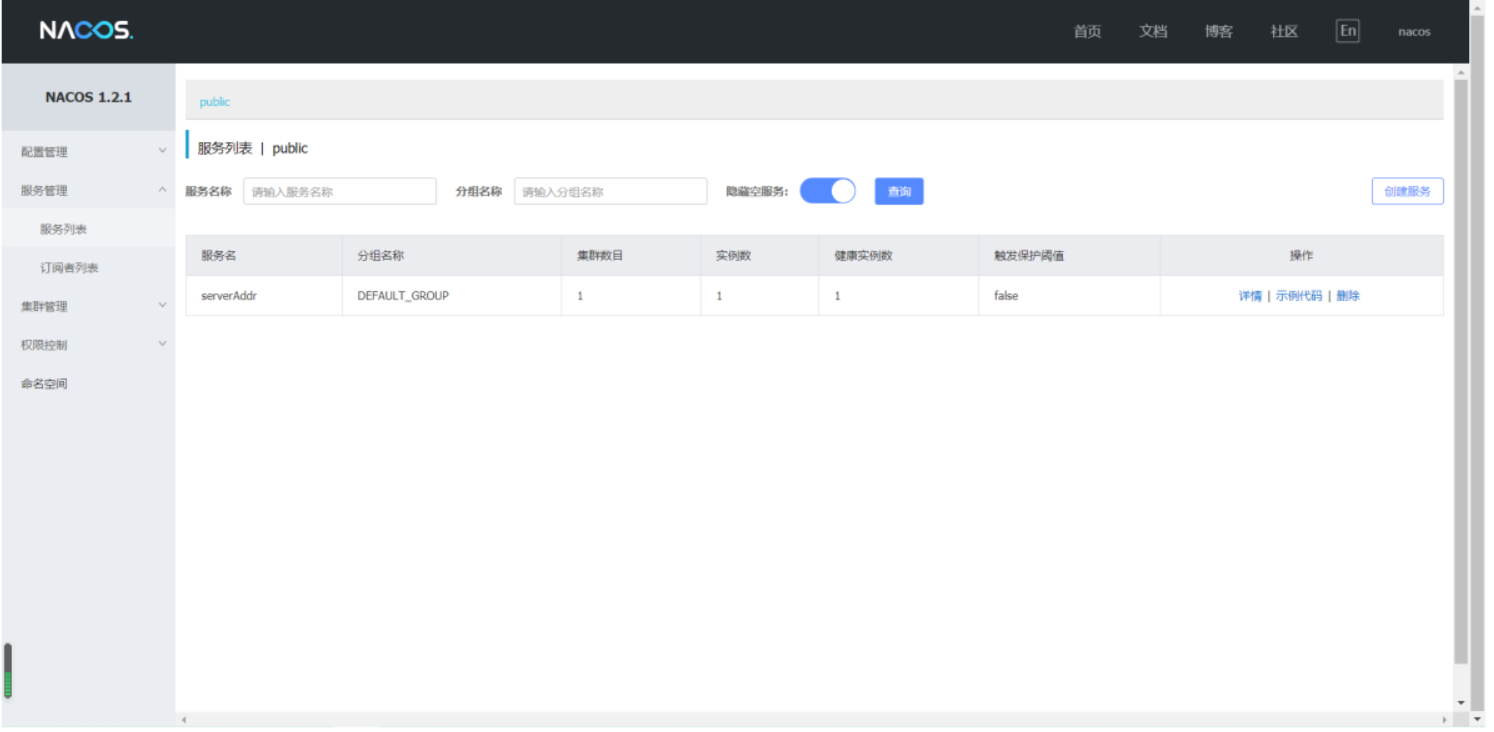 NACOS. 首页 文档 博客 社区 En nacos
NACOS 1.2.1
public
配置管理
服务列表 | public
服务管理
服务名称 请输入服务名称 分组名称 请输入分组名称 隐藏空服务: 查询 创建服务
服务列表
服务名 分组名称 集群数目 实例数 健康实例数 触发保护阈值 操作
订阅者列表
serverAddr DEFAULT_GROUP 1 1 1 false 详情 | 示例代码 | 删除
集群管理
权限控制
命名空间